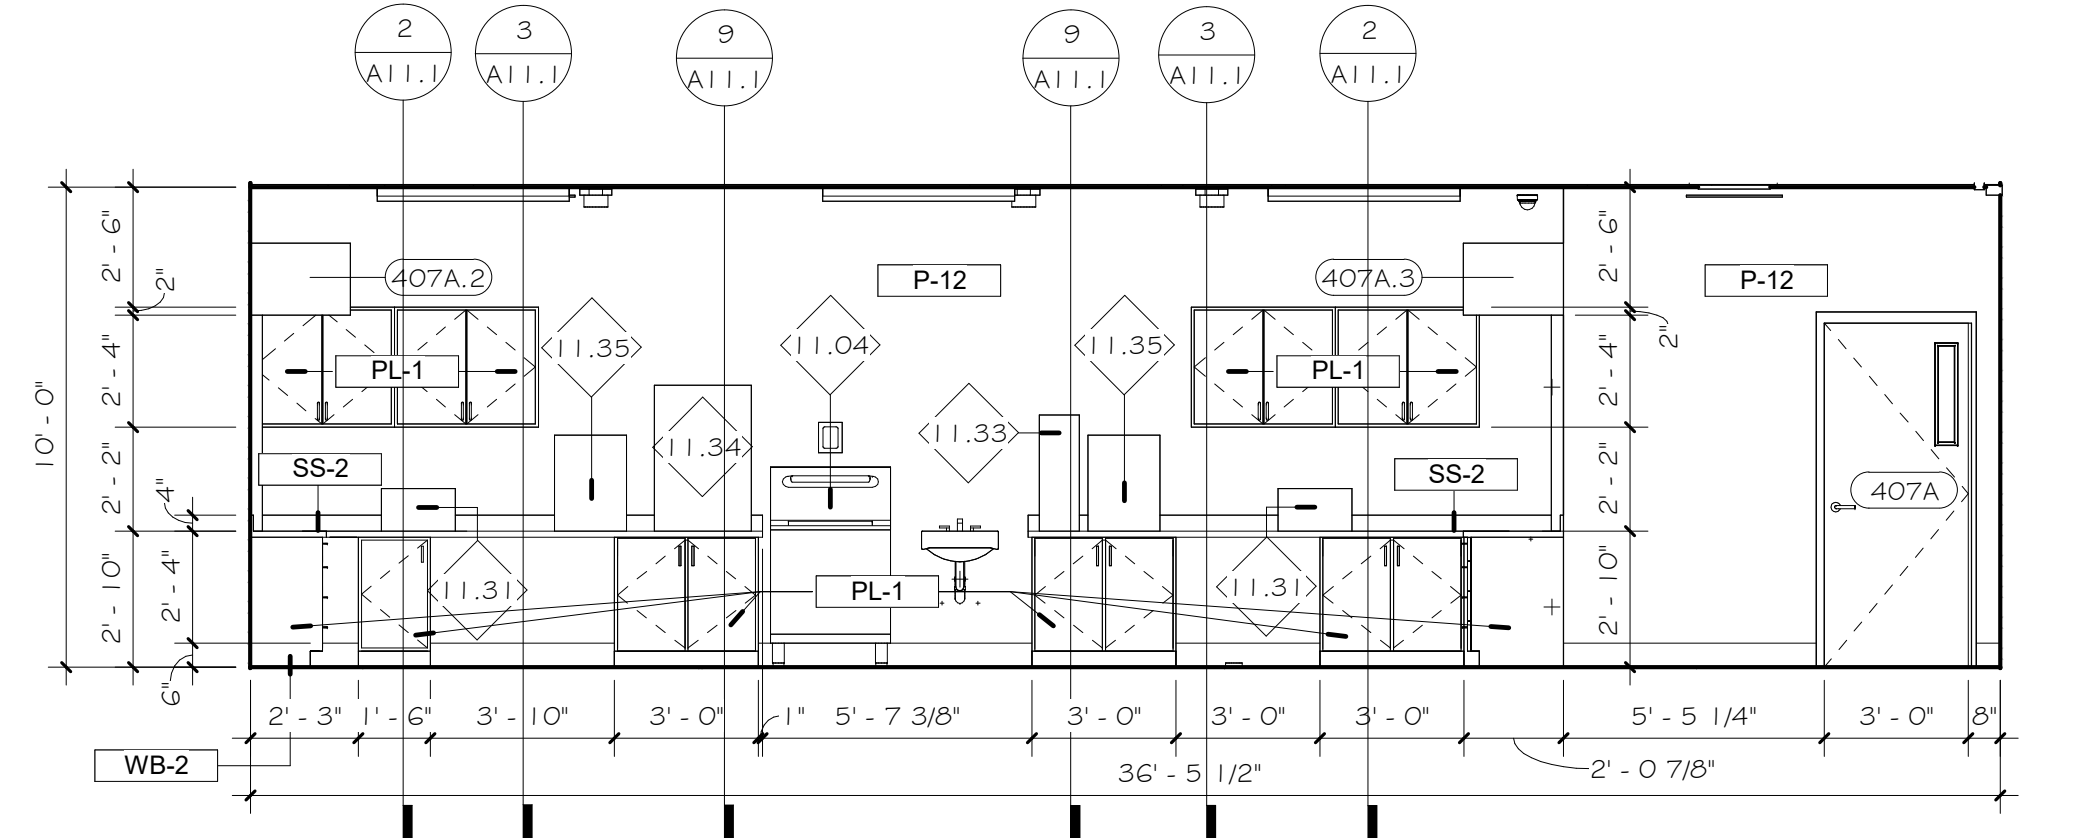 2 3 9 9 3 2
A11.1 A11.1 A11.1 A11.1 A11.1 A11.1
2' - 6" 2' - 6"
2" 407A.2 P-12 407A.3 P-12
2"
11.35 11.04 11.35
2' - 4" PL-1 PL-1 2' - 4"
10' - 0"
11.34 11.33
2' - 2" SS-2 SS-2 2' - 2"
4" 407A
2' - 10" 2' - 4" 11.31 PL-1 11.31 2' - 10"
6"
2' - 3" 1' - 6" 3' - 10" 3' - 0" 1" 5' - 7 3/8" 3' - 0" 3' - 0" 3' - 0" 5' - 5 1/4" 3' - 0" 8"
WB-2 36' - 5 1/2" 2' - 0 7/8"